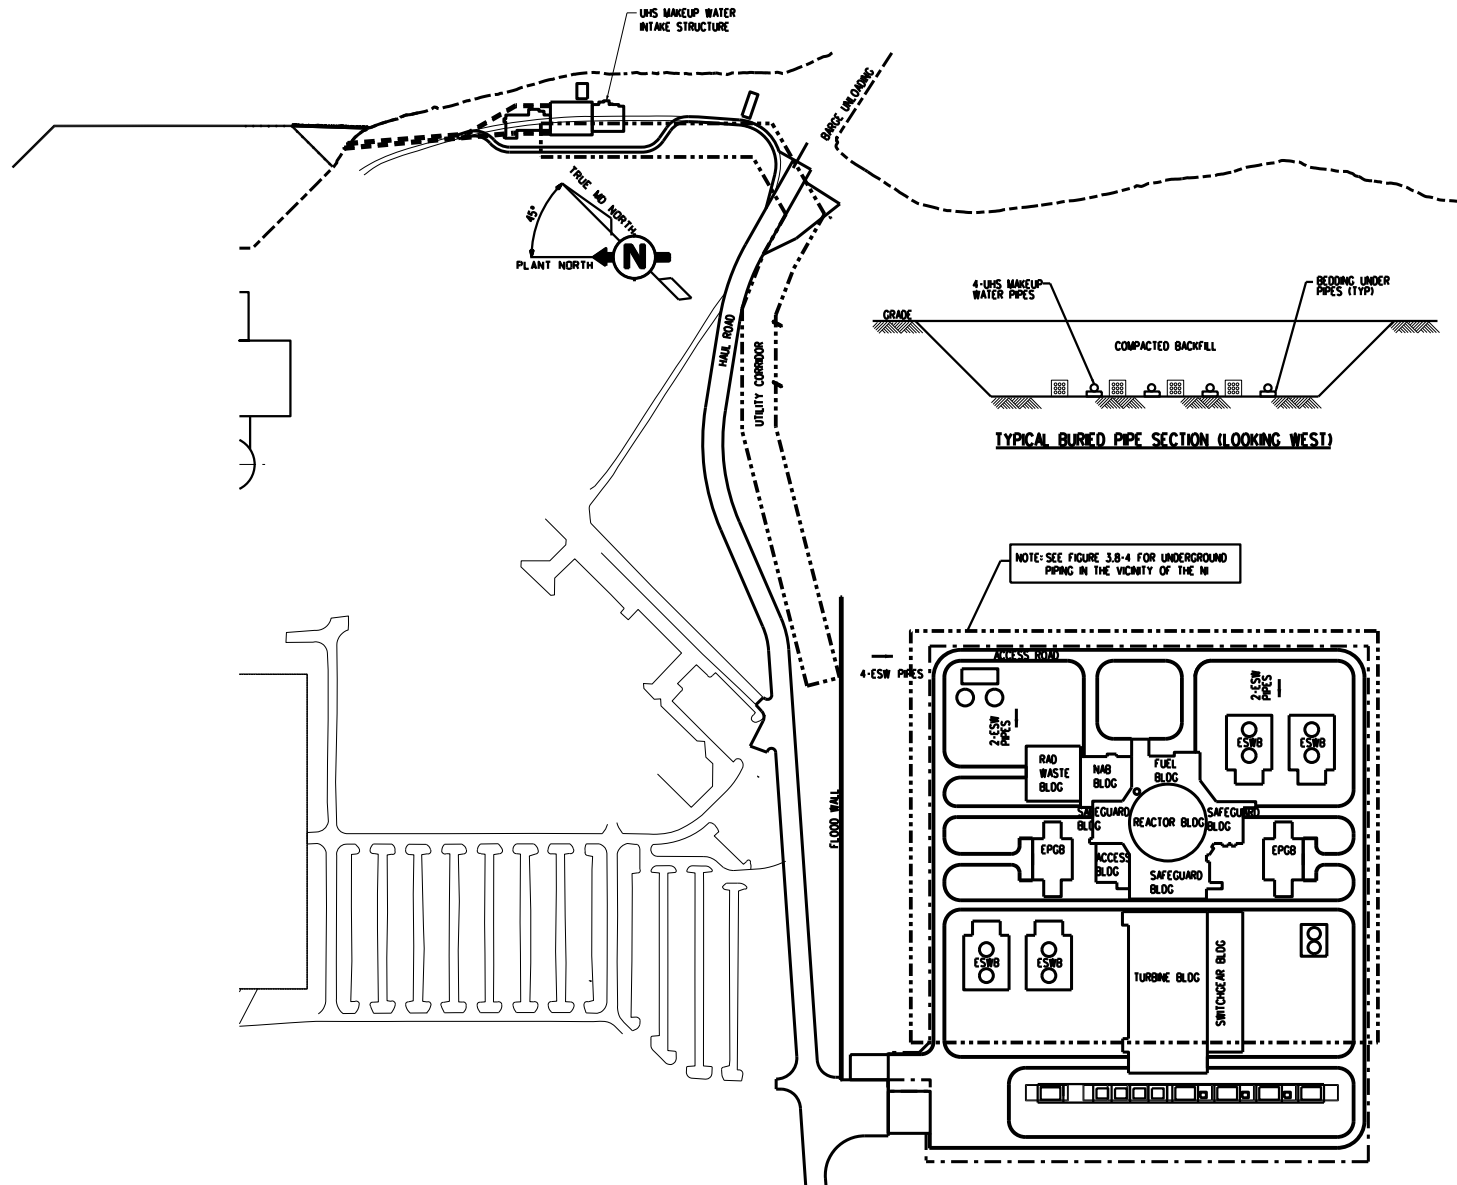 UHS MAKEUP WATER
INTAKE STRUCTURE
BARGE UNLOADING
TRUE MD NORTH
45°
PLANT NORTH
N
HAUL ROAD
UTILITY CORRIDOR
4-UHS MAKEUP
WATER PIPES
BEDDING UNDER
PIPES (TYP)
GRADE
COMPACTED BACKFILL
TYPICAL BURIED PIPE SECTION (LOOKING WEST)
NOTE: SEE FIGURE 3.8-4 FOR UNDERGROUND
PIPING IN THE VICINITY OF THE NI
ACCESS ROAD
4-ESW PIPES
2-ESW
PIPES
2-ESW
PIPES
ESWB
ESWB
RAD
WASTE
BLDG
NAB
BLDG
FUEL
BLDG
FLOOD WALL
SAFEGUARD
BLDG
REACTOR BLDG
SAFEGUARD
BLDG
EPGB
ACCESS
BLDG
SAFEGUARD
BLDG
EPGB
ESWB
ESWB
TURBINE BLDG
SWITCHGEAR BLDG